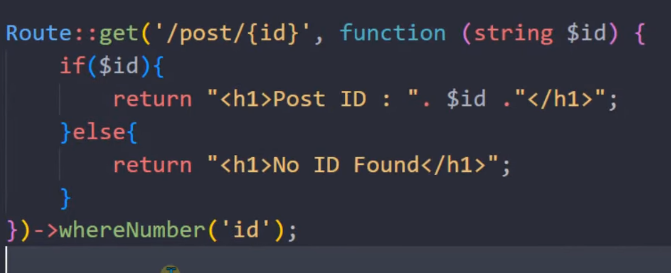 Route::get('/post/{id}', function (string $id) {
    if($id){
        return "<h1>Post ID : ". $id ."</h1>";
    }else{
        return "<h1>No ID Found</h1>";
    }
})->whereNumber('id');